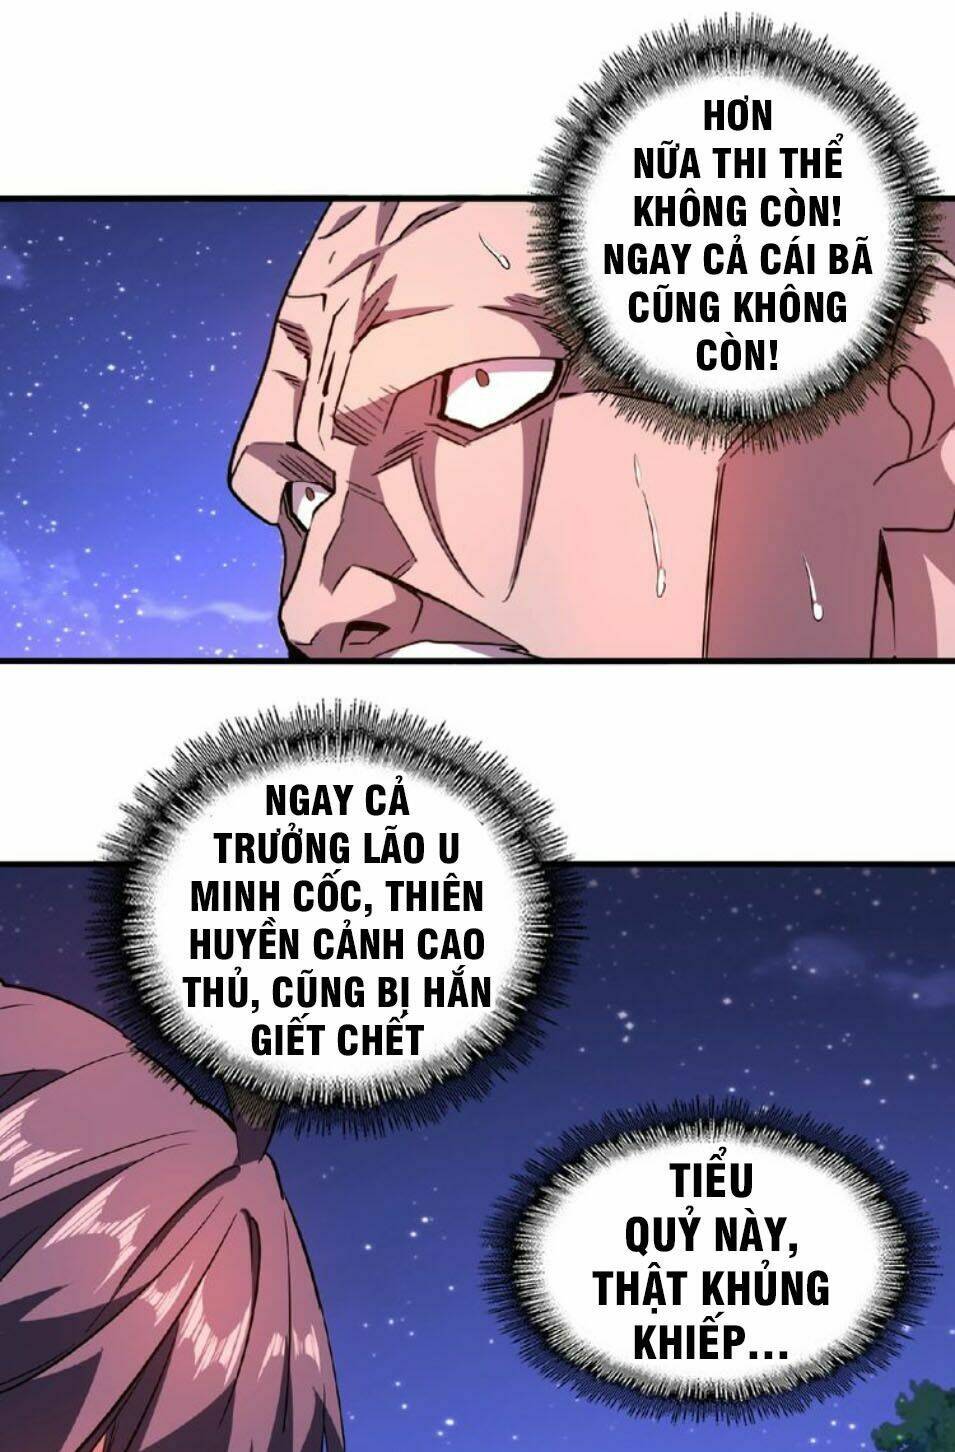 HƠN
NỮA THI THỂ
KHÔNG CÒN!
NGAY CẢ CÁI BÃ
CŨNG KHÔNG
CÒN!
NGAY CẢ
TRƯỞNG LÃO U
MINH CỐC, THIÊN
HUYỀN CẢNH CAO
THỦ, CŨNG BỊ HẮN
GIẾT CHẾT
TIỂU
QUỶ NÀY,
THẬT KHỦNG
KHIẾP...